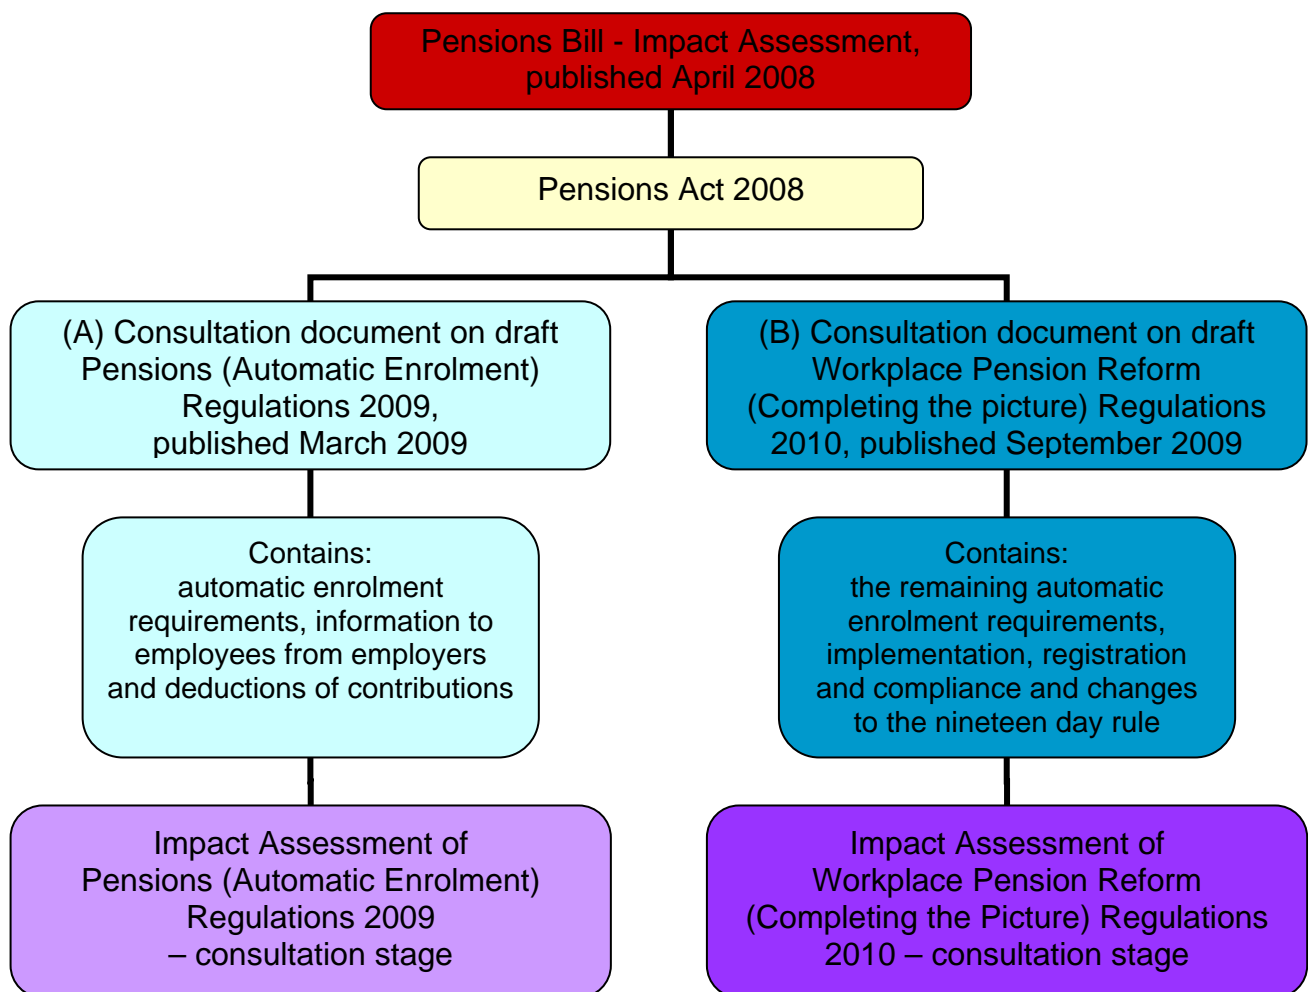 Pensions Bill - Impact Assessment,
published April 2008
Pensions Act 2008
(A) Consultation document on draft
Pensions (Automatic Enrolment)
Regulations 2009,
published March 2009
(B) Consultation document on draft
Workplace Pension Reform
(Completing the picture) Regulations
2010, published September 2009
Contains:
automatic enrolment
requirements, information to
employees from employers
and deductions of contributions
Contains:
the remaining automatic
enrolment requirements,
implementation, registration
and compliance and changes
to the nineteen day rule
Impact Assessment of
Pensions (Automatic Enrolment)
Regulations 2009
– consultation stage
Impact Assessment of
Workplace Pension Reform
(Completing the Picture) Regulations
2010 – consultation stage